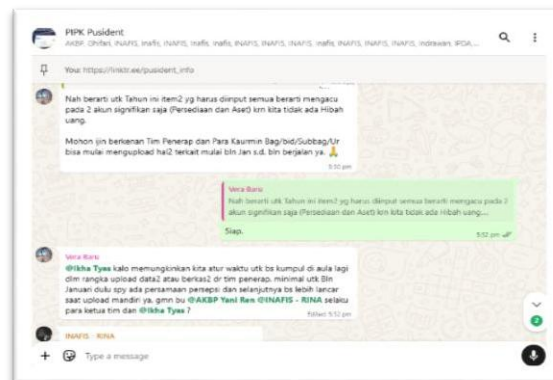 PIPK Pusident
AKBP, Ghifari, INAFIS, Inafis, INAFIS, Inafis, Inafis, INAFIS, INAFIS, INAFIS, Inafis, INAFIS, INAFIS, INAFIS, Indrawan, IPDA,...
You: https://linktr.ee/pusident_info
Nah berarti utk Tahun ini item2 yg harus diinput semua berarti mengacu
pada 2 akun signifikan saja (Persediaan dan Aset) krn kita tidak ada Hibah
uang.
Mohon ijin berkenan Tim Penerap dan Para Kaurmin Bag/bid/Subbag/Ur
bisa mulai mengupload hal2 terkait mulai bln Jan s.d. bln berjalan ya. 🙏
5:52 pm
Vera Baru
Nah berarti utk Tahun ini item2 yg harus diinput semua berarti mengacu pada 2
akun signifikan saja (Persediaan dan Aset) krn kita tidak ada Hibah uang....
Siap.
5:52 pm
Vera Baru
@Ikha Tyas kalo memungkinkan kita atur waktu utk bs kumpul di aula lagi
dlm rangka upload data2 atau berkas2 dr tim penerap. minimal utk Bln
Januari dulu spy ada persamaan persepsi dan selanjutnya bs lebih lancar
saat upload mandiri ya. gmn bu @AKBP Yani Ren @INAFIS - RINA selaku
para ketua tim dan @Ikha Tyas ?
Edited 5:52 pm
2
INAFIS - RINA
Type a message